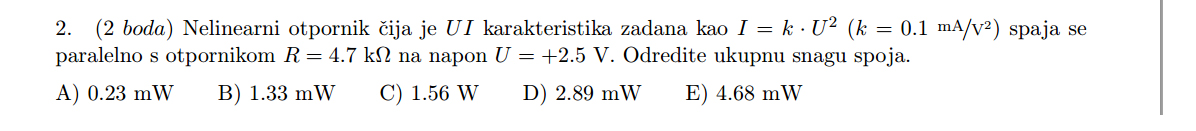 2. (2 boda) Nelinearni otpornik čija je UI karakteristika zadana kao I = k · U² (k = 0.1 mA/V²) spaja se
paralelno s otpornikom R = 4.7 kΩ na napon U = +2.5 V. Odredite ukupnu snagu spoja.
A) 0.23 mW B) 1.33 mW C) 1.56 W D) 2.89 mW E) 4.68 mW